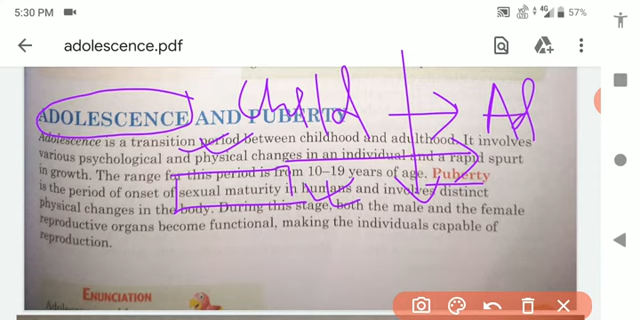 5:30 PM 4G 57%
adolescence.pdf
Child → Ad
ADOLESCENCE AND PUBERTY
Adolescence is a transition period between childhood and adulthood. It involves
various psychological and physical changes in an individual and a rapid spurt
in growth. The range for this period is from 10–19 years of age. Puberty
is the period of onset of sexual maturity in humans and involves distinct
physical changes in the body. During this stage, both the male and the female
reproductive organs become functional, making the individuals capable of
reproduction.
ENUNCIATION